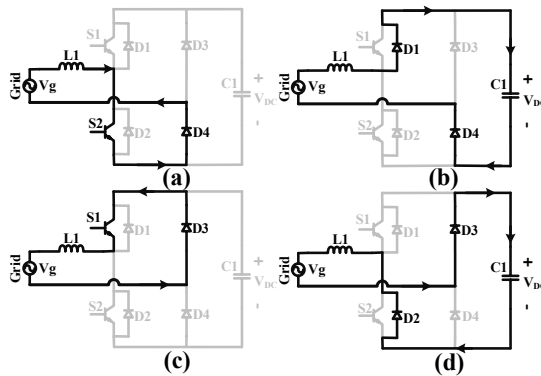 S1
D1
D3
L1
Grid
Vg
C1
+
VDC
-
S2
D2
D4
(a)
S1
D1
D3
L1
Grid
Vg
C1
+
VDC
-
S2
D2
D4
(b)
S1
D1
D3
L1
Grid
Vg
C1
+
VDC
-
S2
D2
D4
(c)
S1
D1
D3
L1
Grid
Vg
C1
+
VDC
-
S2
D2
D4
(d)